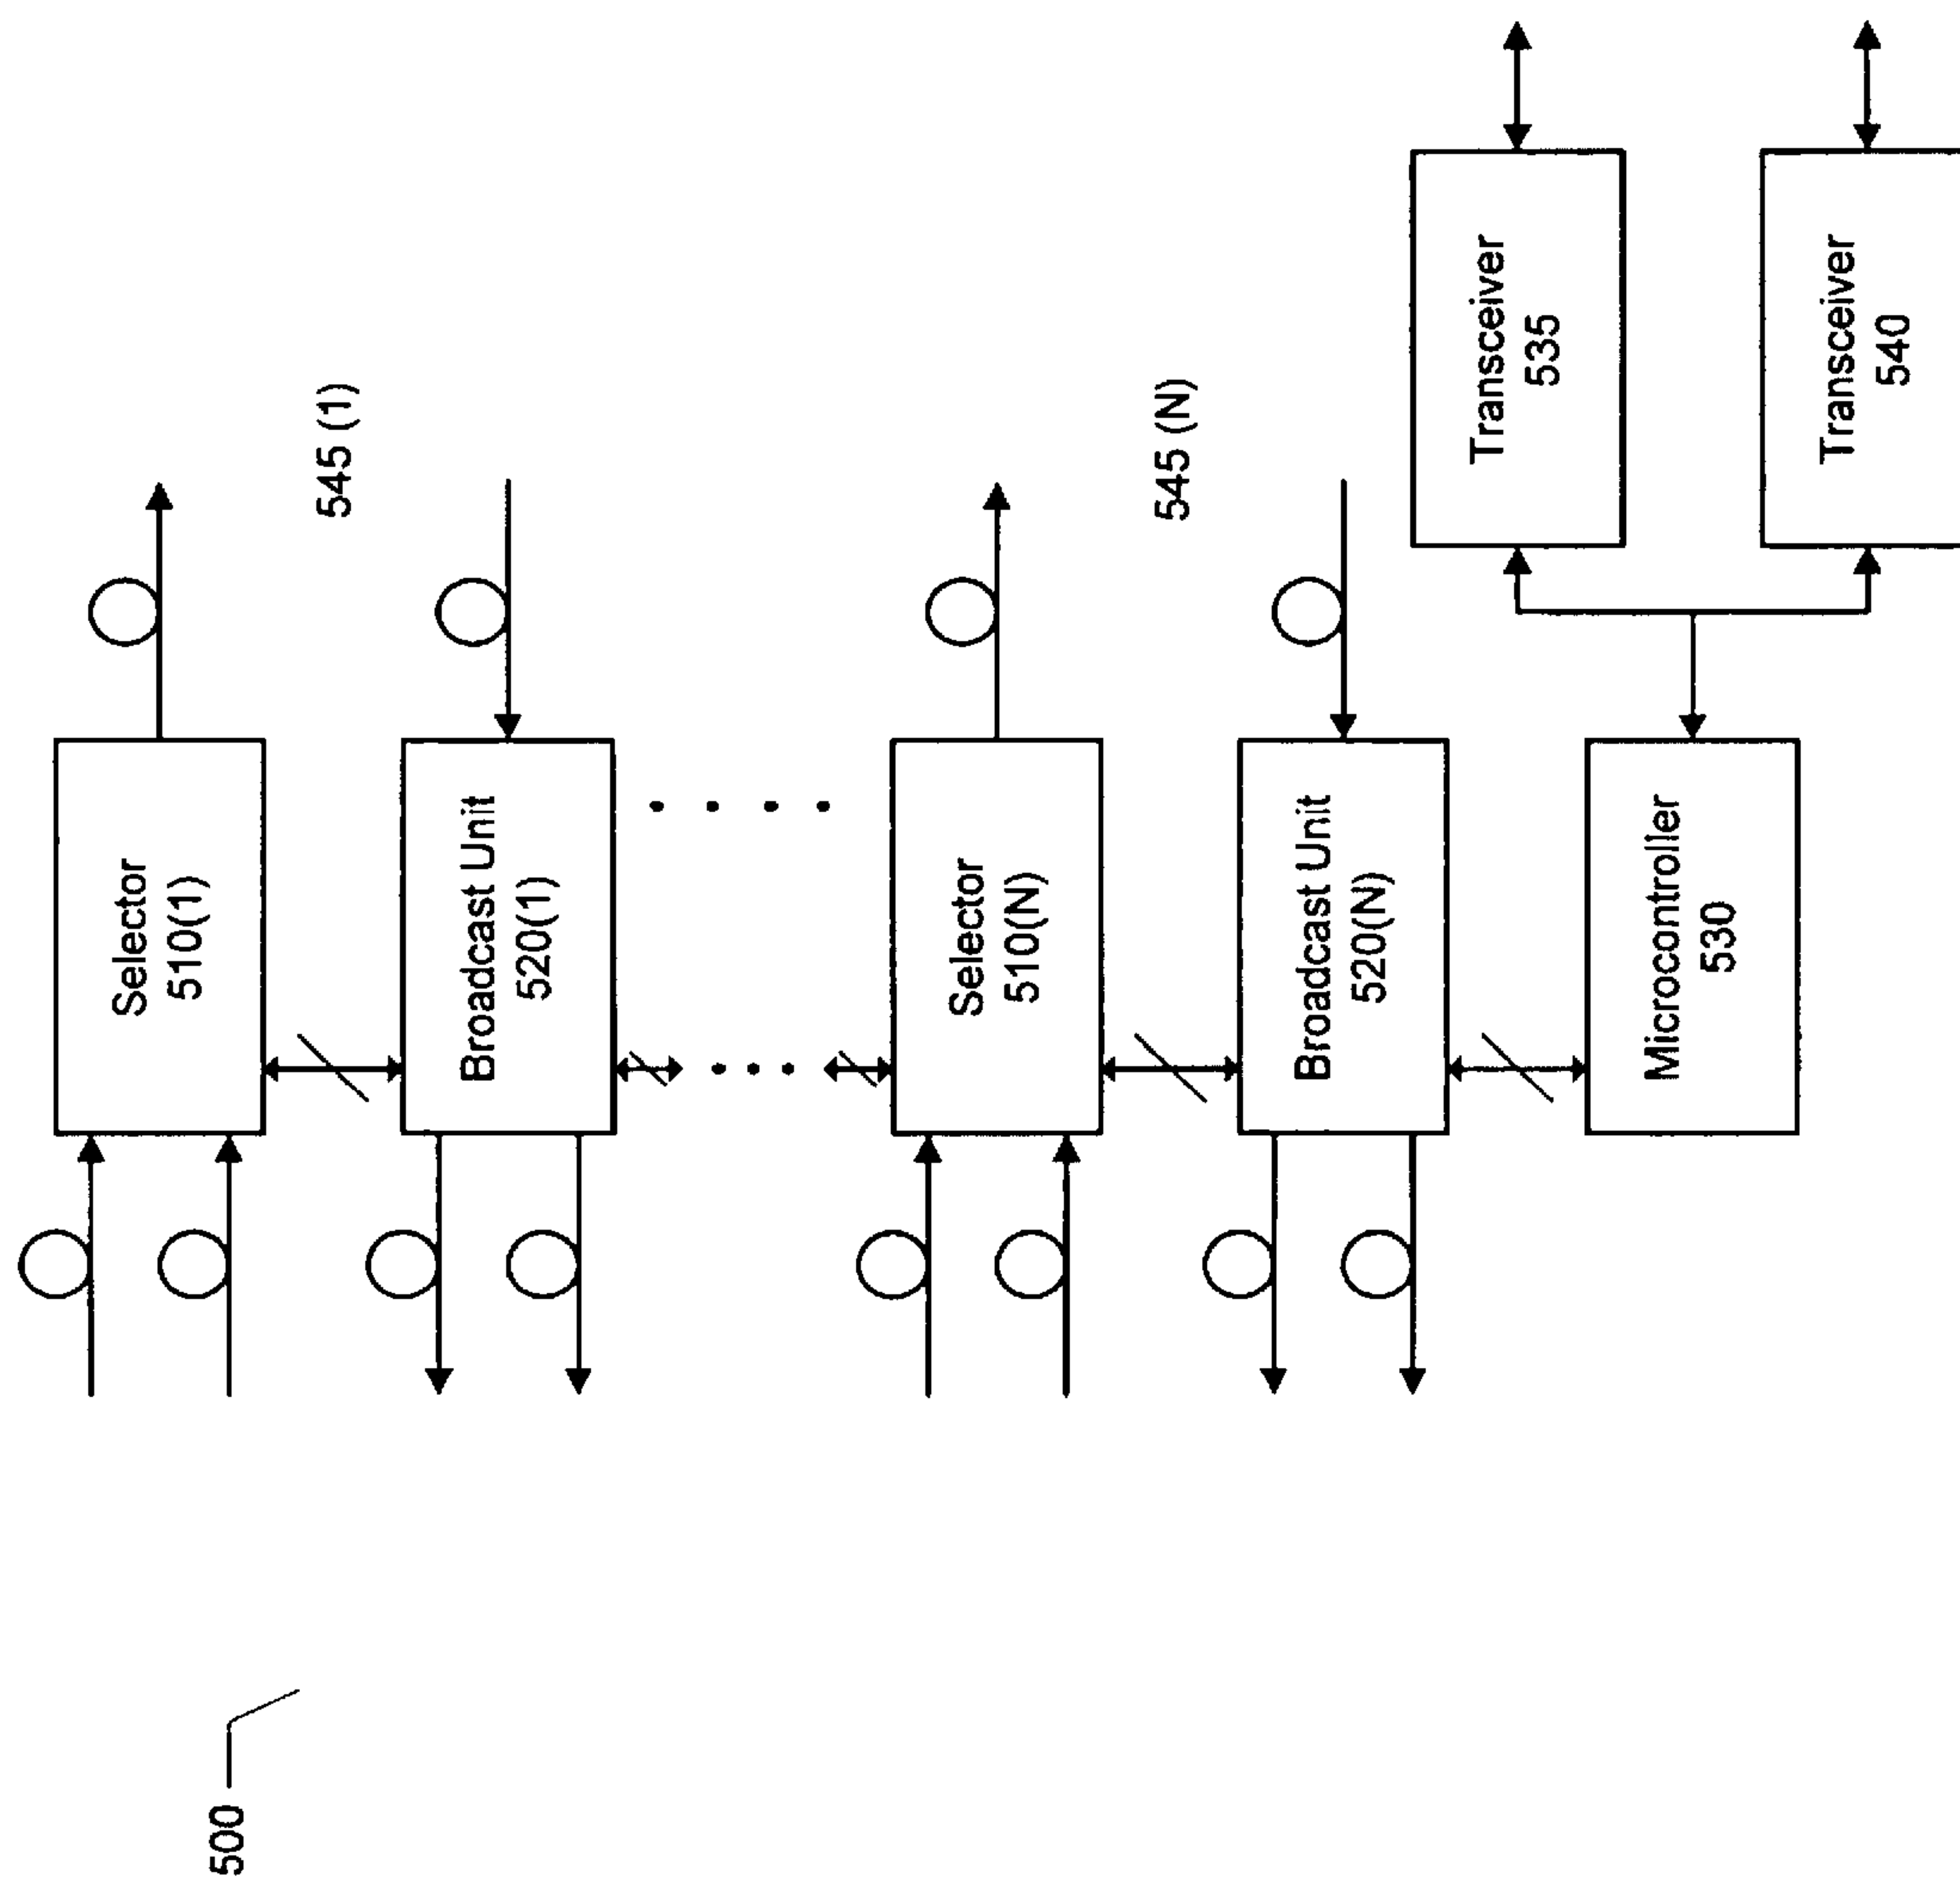 500
Selector
510(1)
545 (1)
Broadcast Unit
520(1)
Selector
510(N)
545 (N)
Broadcast Unit
520(N)
Microcontroller
530
Transceiver
535
Transceiver
540